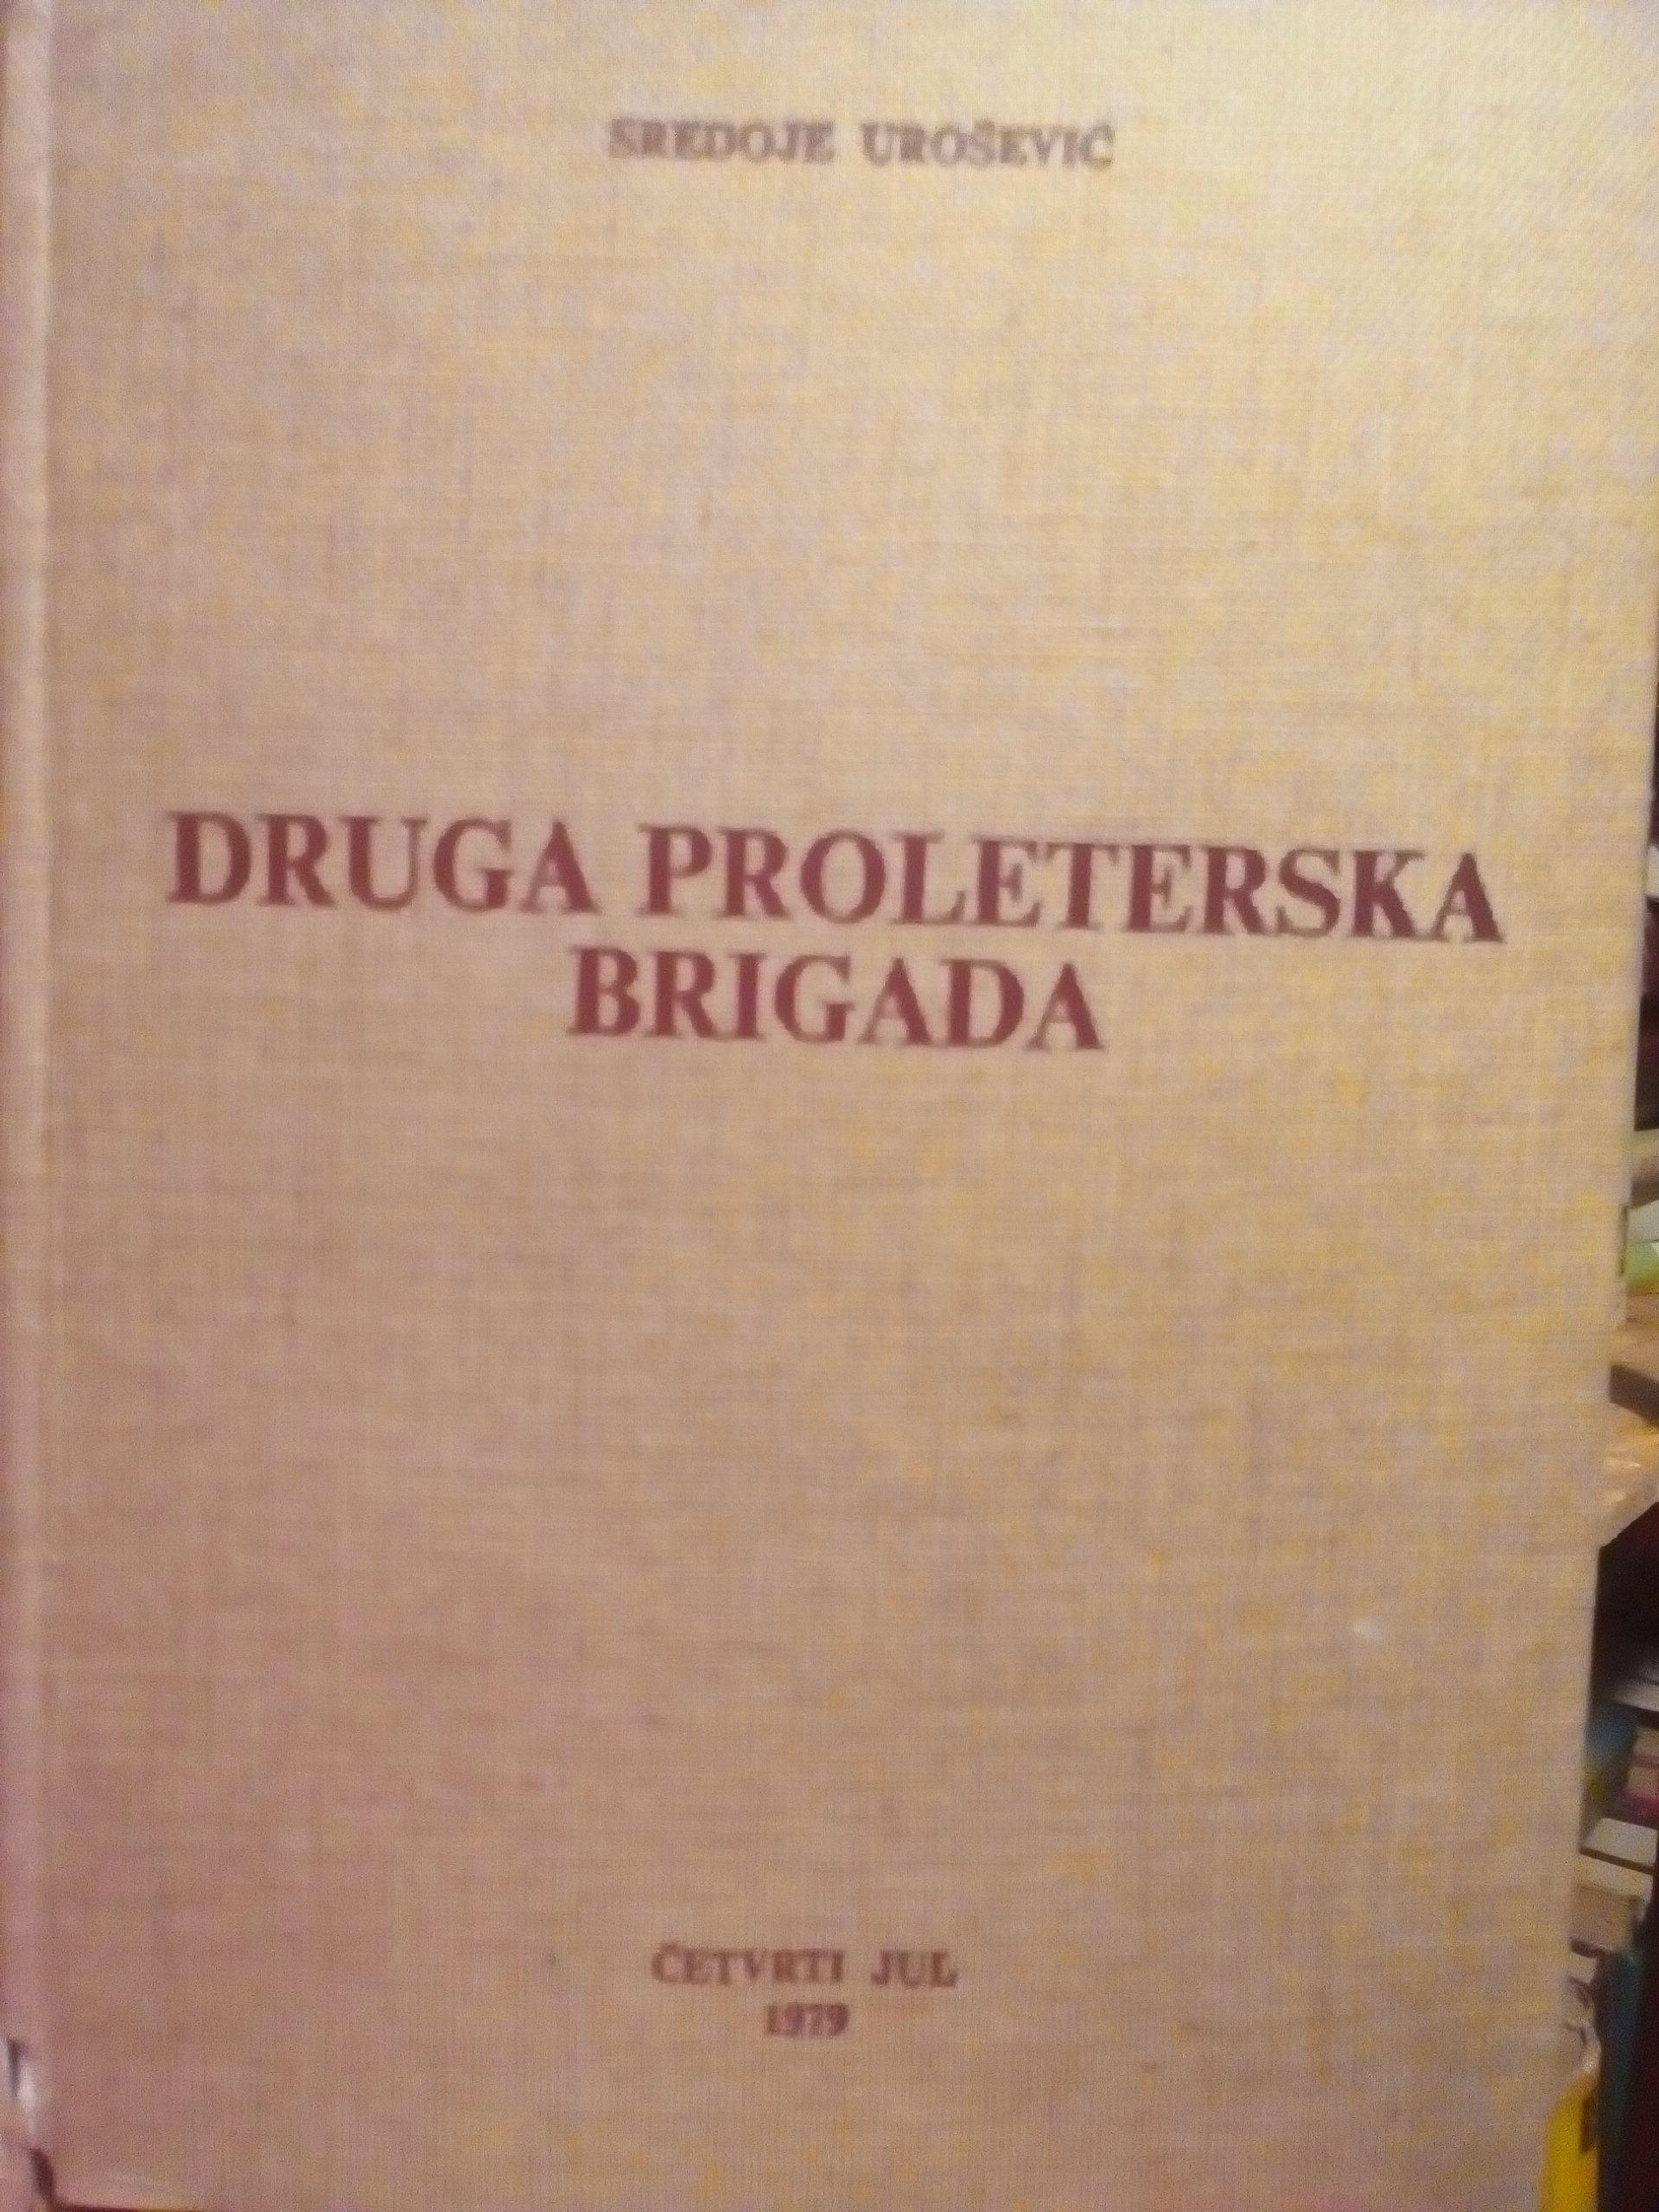 SREDOJE UROŠEVIĆ
DRUGA PROLETERSKA
BRIGADA
ČETVRTI JUL
1979